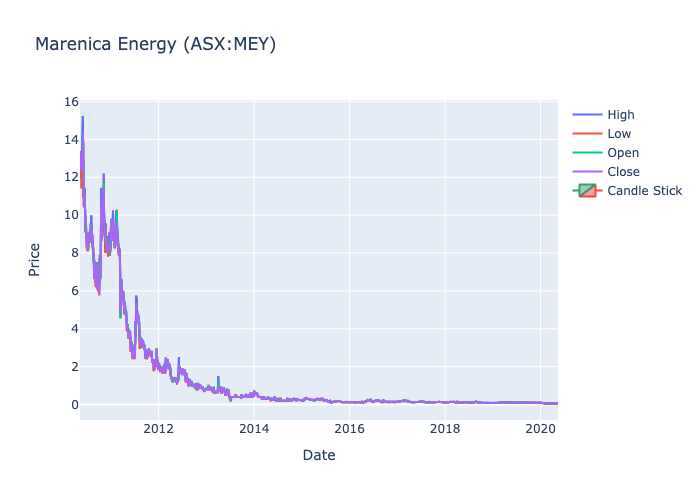 Marenica Energy (ASX:MEY)
16
14
12
10
8
6
4
2
0
Price
2012
2014
2016
2018
2020
Date
High
Low
Open
Close
Candle Stick